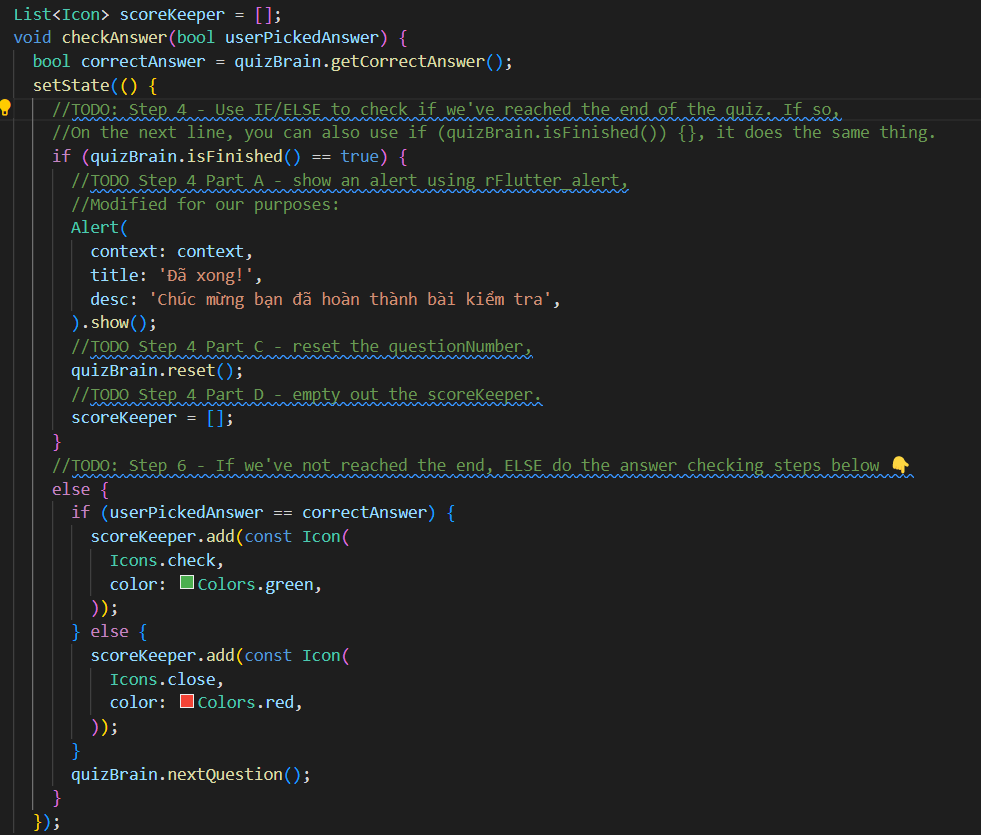 List<Icon> scoreKeeper = [];
void checkAnswer(bool userPickedAnswer) {
  bool correctAnswer = quizBrain.getCorrectAnswer();
  setState(() {
    //TODO: Step 4 - Use IF/ELSE to check if we've reached the end of the quiz. If so,
    //On the next line, you can also use if (quizBrain.isFinished()) {}, it does the same thing.
    if (quizBrain.isFinished() == true) {
      //TODO Step 4 Part A - show an alert using rFlutter_alert,
      //Modified for our purposes:
      Alert(
        context: context,
        title: 'Đã xong!',
        desc: 'Chúc mừng bạn đã hoàn thành bài kiểm tra',
      ).show();
      //TODO Step 4 Part C - reset the questionNumber,
      quizBrain.reset();
      //TODO Step 4 Part D - empty out the scoreKeeper.
      scoreKeeper = [];
    }
    //TODO: Step 6 - If we've not reached the end, ELSE do the answer checking steps below 👇
    else {
      if (userPickedAnswer == correctAnswer) {
        scoreKeeper.add(const Icon(
          Icons.check,
          color: Colors.green,
        ));
      } else {
        scoreKeeper.add(const Icon(
          Icons.close,
          color: Colors.red,
        ));
      }
      quizBrain.nextQuestion();
    }
  });